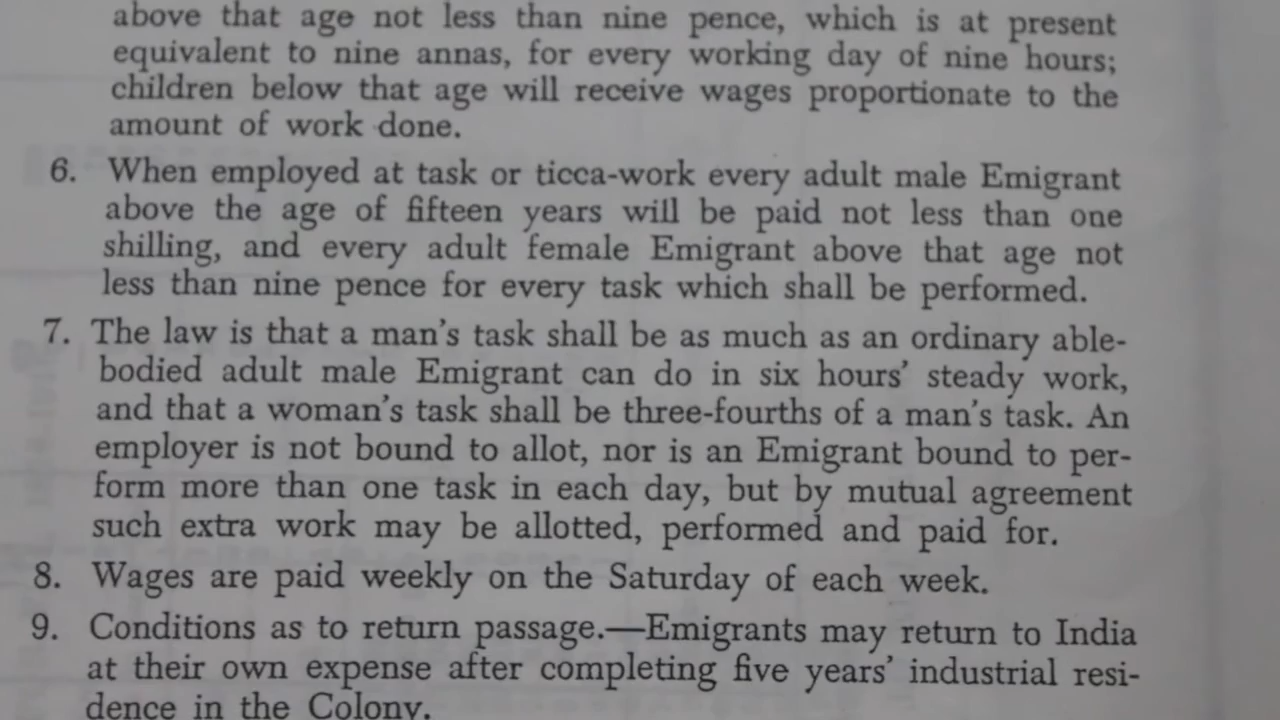 above that age not less than nine pence, which is at present
equivalent to nine annas, for every working day of nine hours;
children below that age will receive wages proportionate to the
amount of work done.
6. When employed at task or ticca-work every adult male Emigrant
above the age of fifteen years will be paid not less than one
shilling, and every adult female Emigrant above that age not
less than nine pence for every task which shall be performed.
7. The law is that a man's task shall be as much as an ordinary able-
bodied adult male Emigrant can do in six hours' steady work,
and that a woman's task shall be three-fourths of a man's task. An
employer is not bound to allot, nor is an Emigrant bound to per-
form more than one task in each day, but by mutual agreement
such extra work may be allotted, performed and paid for.
8. Wages are paid weekly on the Saturday of each week.
9. Conditions as to return passage.—Emigrants may return to India
at their own expense after completing five years' industrial resi-
dence in the Colony.